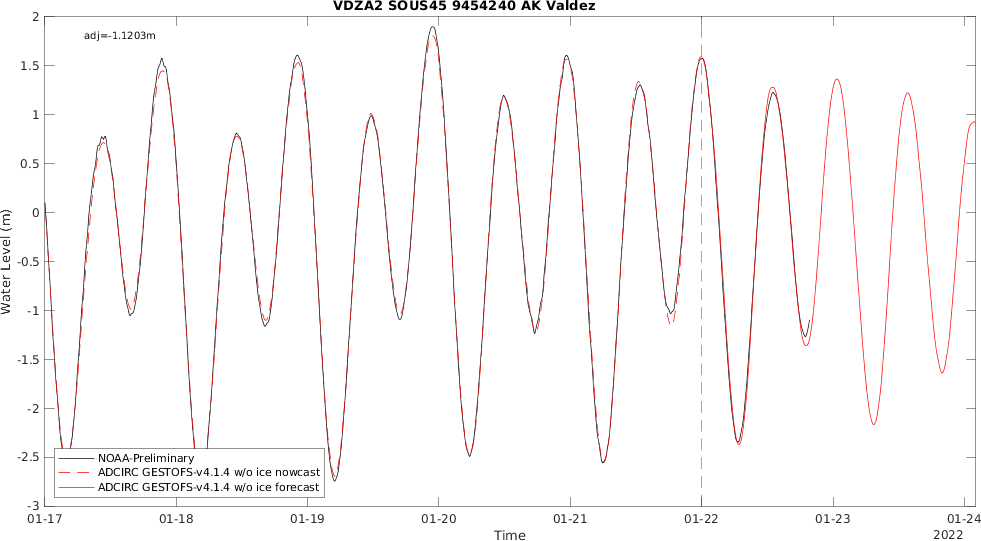 VDZA2 SOUS45 9454240 AK Valdez
adj=-1.1203m
2
1.5
1
0.5
0
-0.5
-1
-1.5
-2
-2.5
-3
Water Level (m)
NOAA-Preliminary
ADCIRC GESTOFS-v4.1.4 w/o ice nowcast
ADCIRC GESTOFS-v4.1.4 w/o ice forecast
01-17 01-18 01-19 01-20 01-21 01-22 01-23 01-24
Time
2022